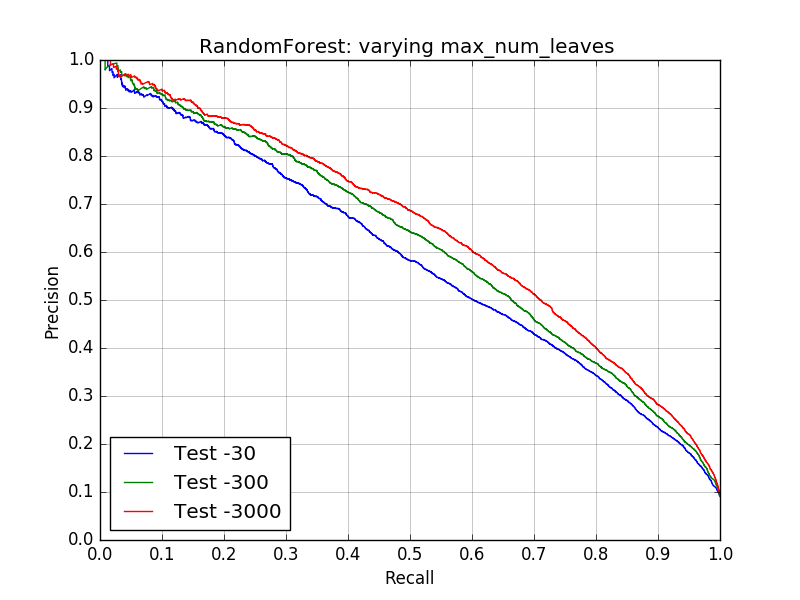 RandomForest: varying max_num_leaves
1.0
0.9
0.8
0.7
0.6
0.5
0.4
0.3
0.2
0.1
0.0
Precision
Test -30
Test -300
Test -3000
0.0 0.1 0.2 0.3 0.4 0.5 0.6 0.7 0.8 0.9 1.0
Recall